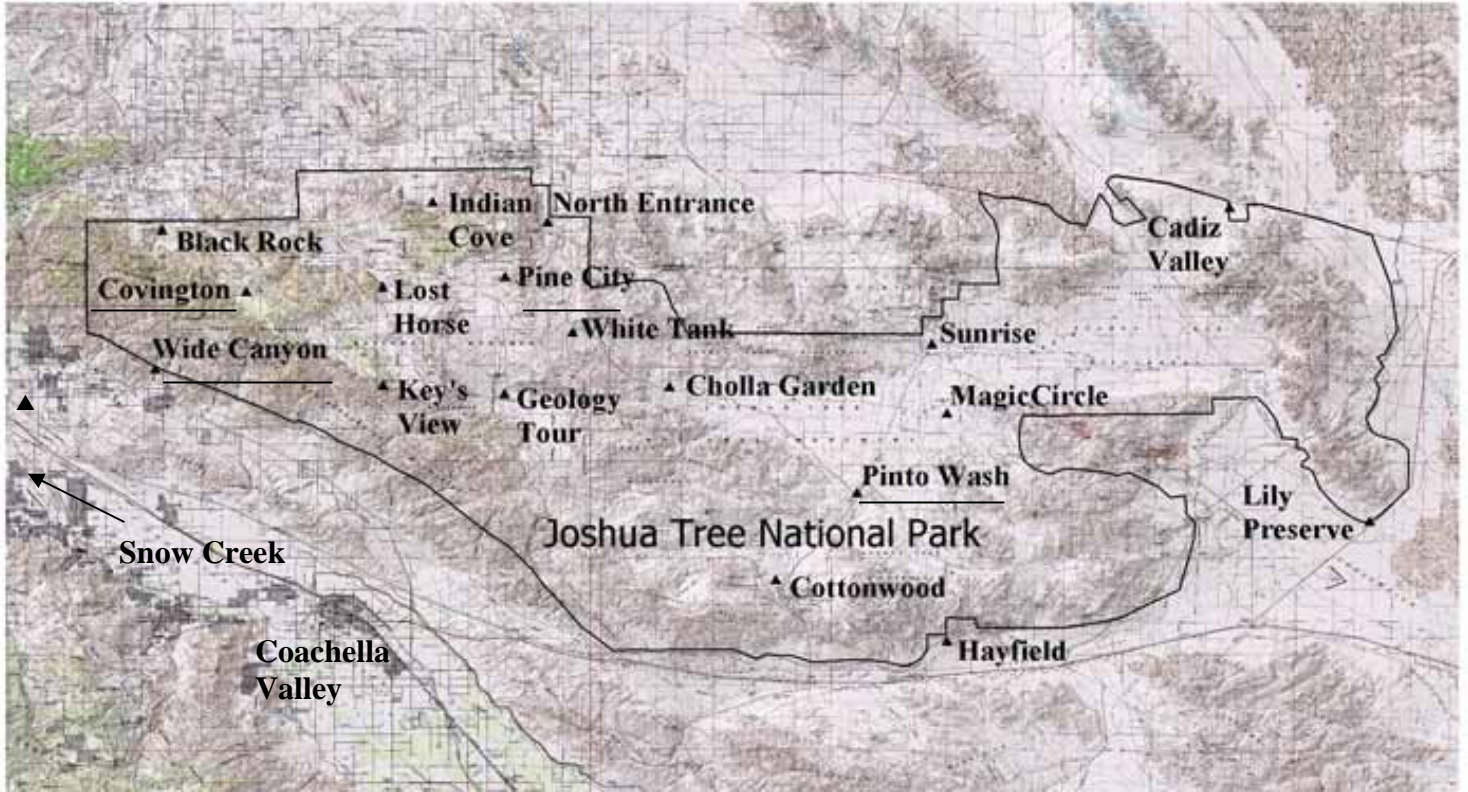 Indian
Cove
North Entrance
Black Rock
Cadiz
Valley
Covington
Lost
Horse
Pine City
White Tank
Sunrise
Wide Canyon
Key's
View
Geology
Tour
Cholla Garden
MagicCircle
Pinto Wash
Lily
Preserve
Joshua Tree National Park
Snow Creek
Cottonwood
Coachella
Valley
Hayfield